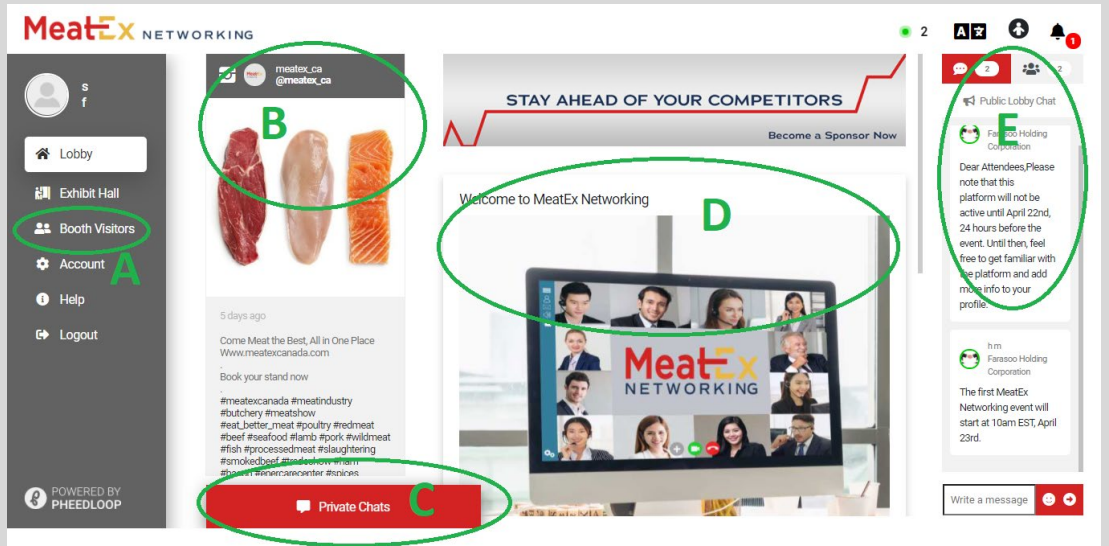 MeatEx NETWORKING
2
1
s
f
Lobby
Exhibit Hall
Booth Visitors
A
Account
Help
Logout
POWERED BY
PHEEDLOOP
meatex_ca
@meatex_ca
B
5 days ago
Come Meat the Best, All in One Place
Www.meatexcanada.com
.
Book your stand now
.
#meatexcanada #meatindustry
#butchery #meatshow
#eat_better_meat #poultry #redmeat
#beef #seafood #lamb #pork #wildmeat
#fish #processedmeat #slaughtering
#smokedbeef #tradeshow #ham
#enercarecenter #spices
Private Chats
C
STAY AHEAD OF YOUR COMPETITORS
Become a Sponsor Now
Welcome to MeatEx Networking
D
MeatEx
NETWORKING
2
2
Public Lobby Chat
E
Farasoo Holding
Corporation
Dear Attendees,Please
note that this
platform will not be
active until April 22nd,
24 hours before the
event. Until then, feel
free to get familiar with
the platform and add
more info to your
profile.
h m
Farasoo Holding
Corporation
The first MeatEx
Networking event will
start at 10am EST, April
23rd.
Write a message